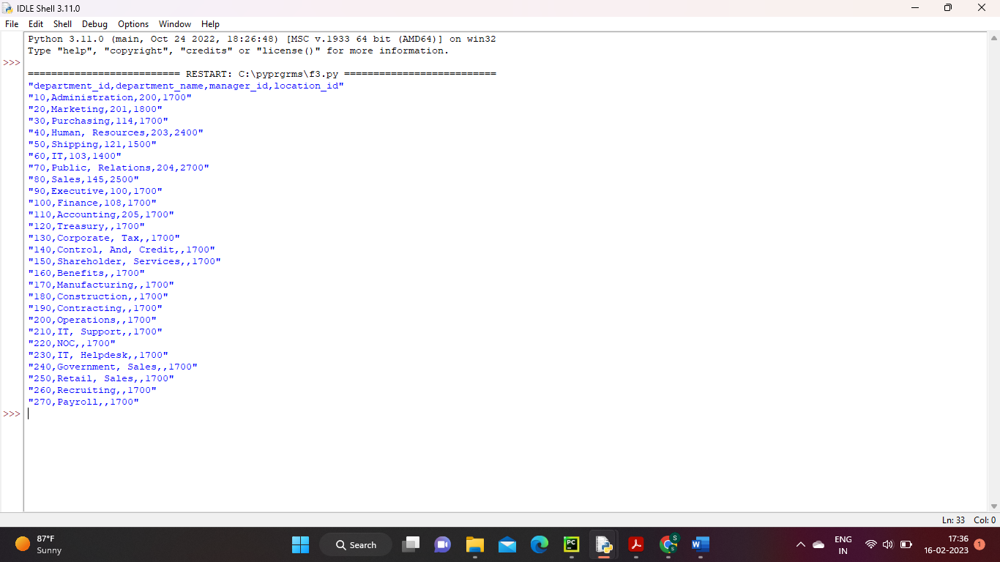 IDLE Shell 3.11.0
File Edit Shell Debug Options Window Help
Python 3.11.0 (main, Oct 24 2022, 18:26:48) [MSC v.1933 64 bit (AMD64)] on win32
Type "help", "copyright", "credits" or "license()" for more information.
>>>
========================== RESTART: C:\pyprgrms\f3.py ==========================
"department_id,department_name,manager_id,location_id"
"10,Administration,200,1700"
"20,Marketing,201,1800"
"30,Purchasing,114,1700"
"40,Human, Resources,203,2400"
"50,Shipping,121,1500"
"60,IT,103,1400"
"70,Public, Relations,204,2700"
"80,Sales,145,2500"
"90,Executive,100,1700"
"100,Finance,108,1700"
"110,Accounting,205,1700"
"120,Treasury,,1700"
"130,Corporate, Tax,,1700"
"140,Control, And, Credit,,1700"
"150,Shareholder, Services,,1700"
"160,Benefits,,1700"
"170,Manufacturing,,1700"
"180,Construction,,1700"
"190,Contracting,,1700"
"200,Operations,,1700"
"210,IT, Support,,1700"
"220,NOC,,1700"
"230,IT, Helpdesk,,1700"
"240,Government, Sales,,1700"
"250,Retail, Sales,,1700"
"260,Recruiting,,1700"
"270,Payroll,,1700"
>>>
Ln: 33 Col: 0
87°F
Sunny
Search
PC
S
W
ENG
IN
17:36
16-02-2023
1